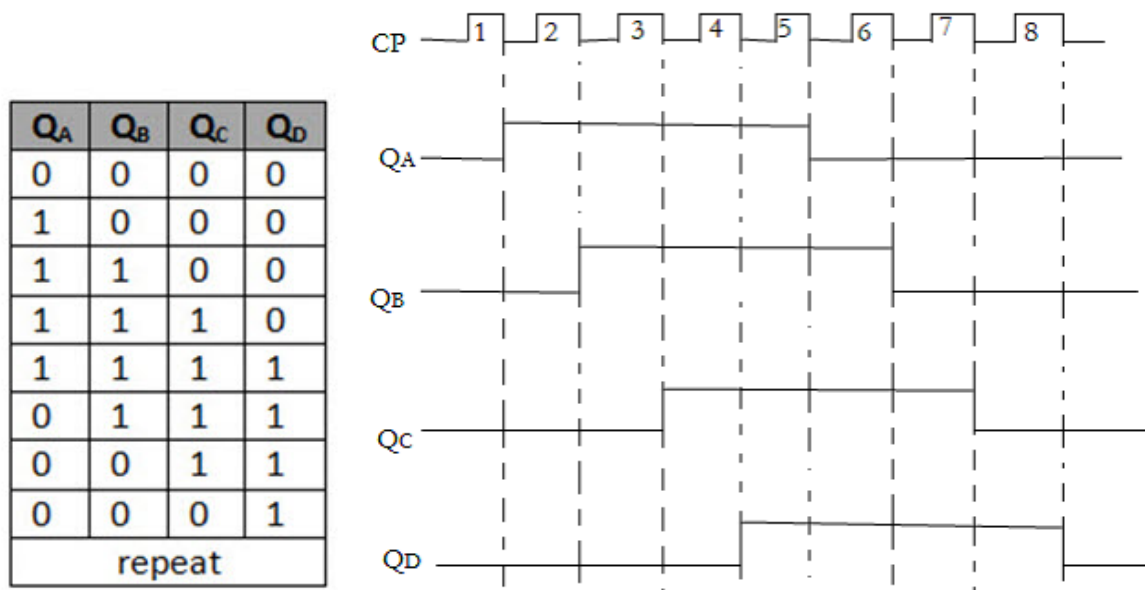 QA QB QC QD
0 0 0 0
1 0 0 0
1 1 0 0
1 1 1 0
1 1 1 1
0 1 1 1
0 0 1 1
0 0 0 1
repeat
CP 1 2 3 4 5 6 7 8
QA
QB
QC
QD